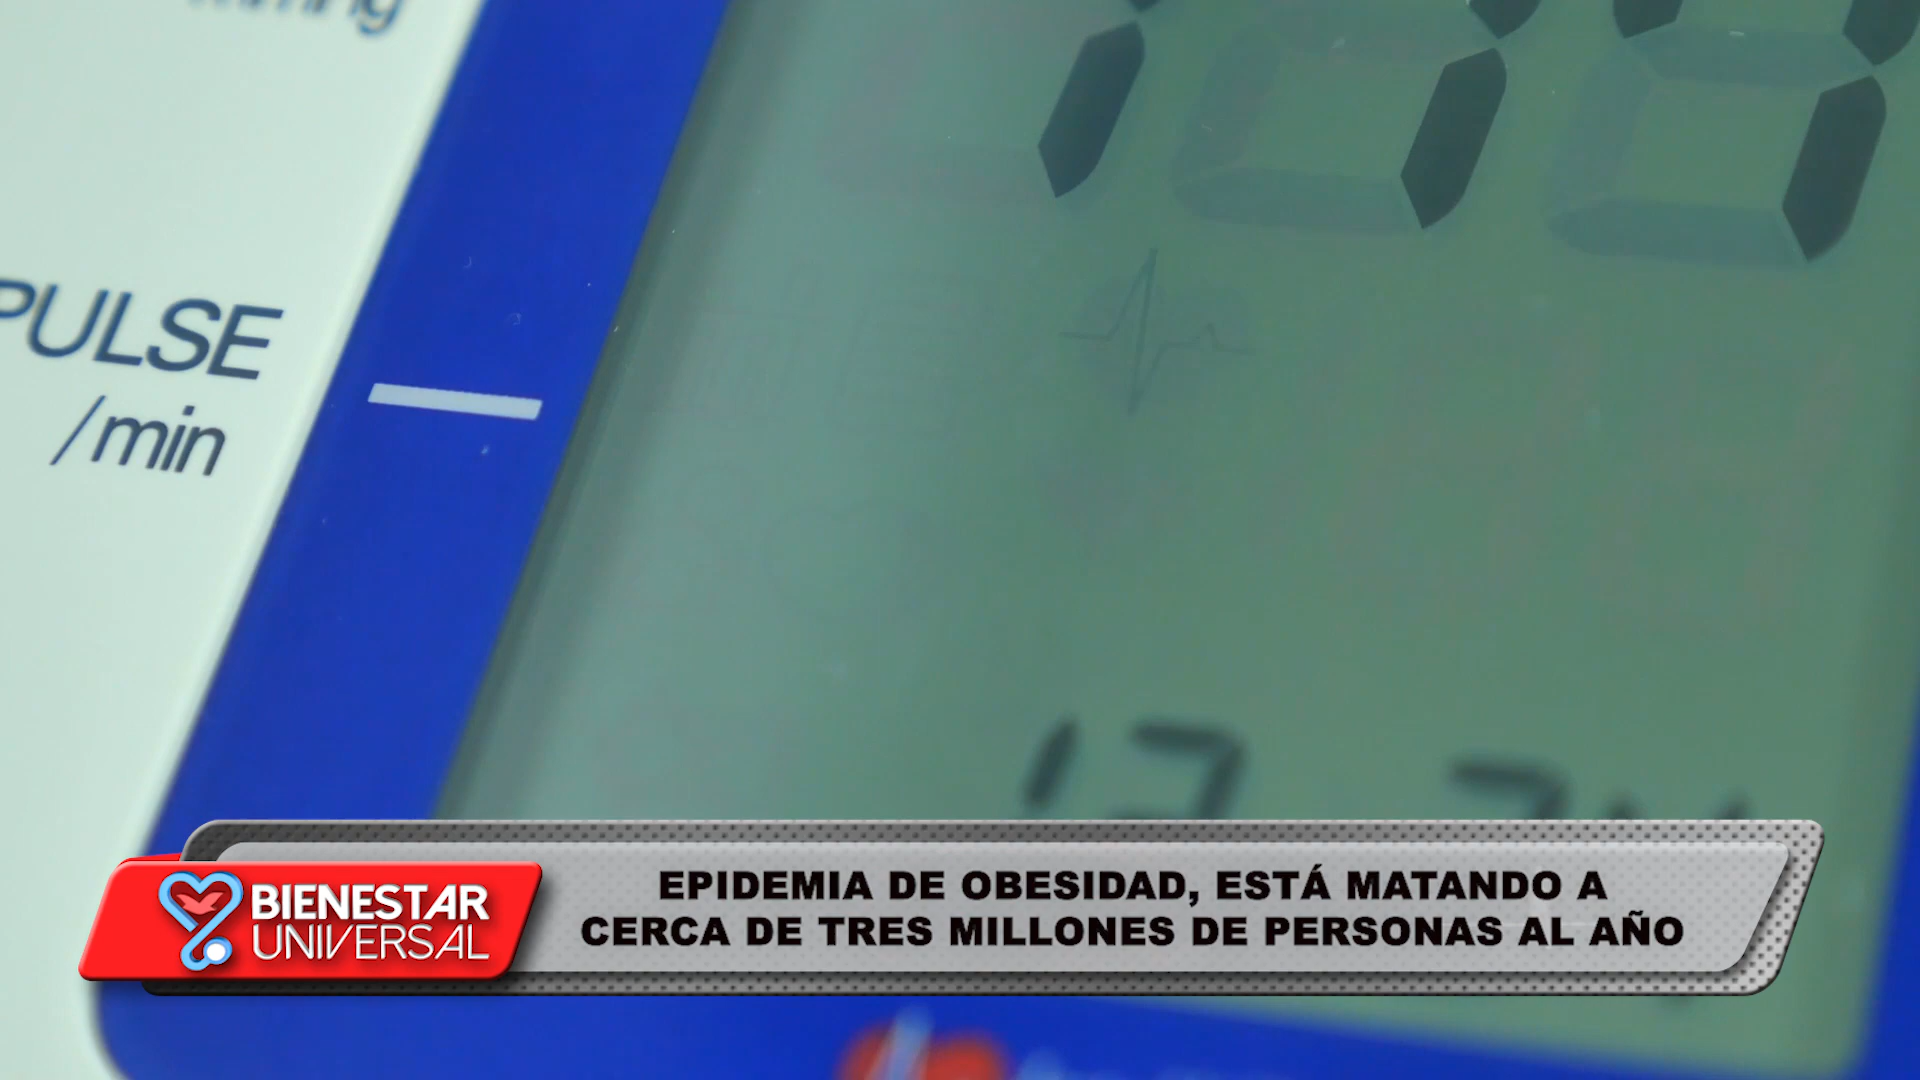 PULSE
/min
BIENESTAR
UNIVERSAL
EPIDEMIA DE OBESIDAD, ESTÁ MATANDO A
CERCA DE TRES MILLONES DE PERSONAS AL AÑO